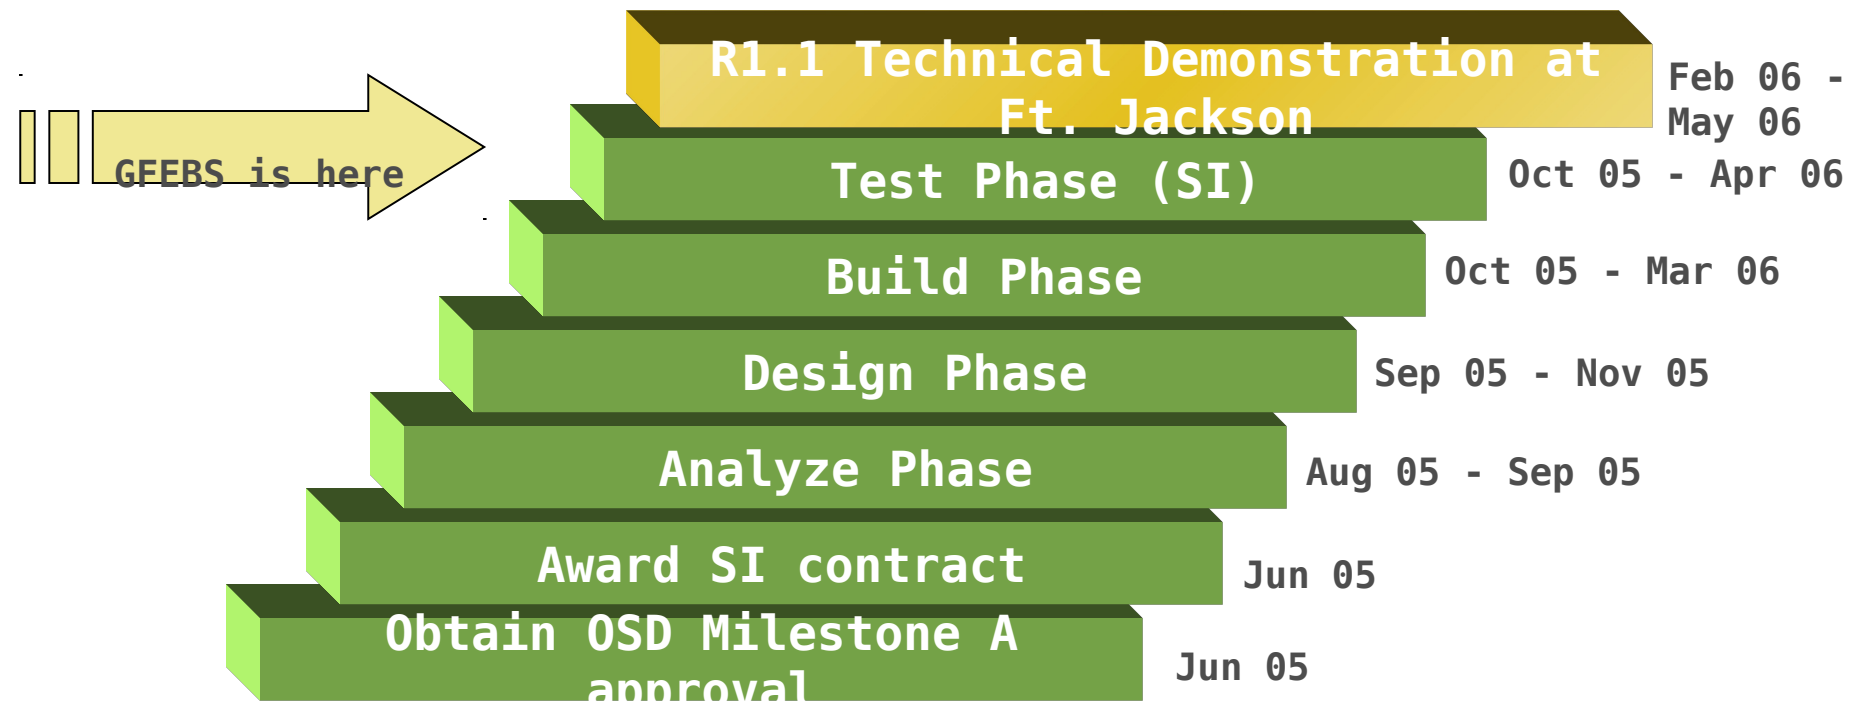 R1.1 Technical Demonstration at
Ft. Jackson
Feb 06 -
May 06
GFEBS is here
Test Phase (SI)
Oct 05 - Apr 06
Build Phase
Oct 05 - Mar 06
Design Phase
Sep 05 - Nov 05
Analyze Phase
Aug 05 - Sep 05
Award SI contract
Jun 05
Obtain OSD Milestone A
approval
Jun 05